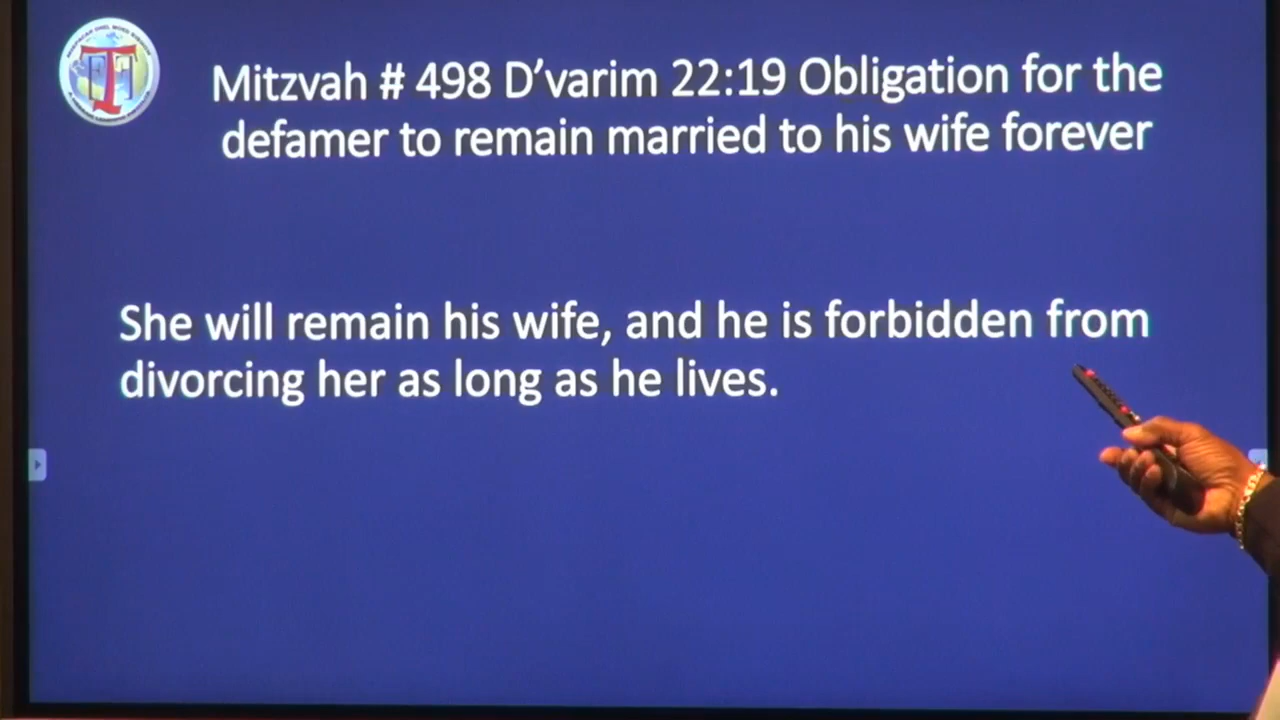 Mitzvah # 498 D’varim 22:19 Obligation for the
defamer to remain married to his wife forever
She will remain his wife, and he is forbidden from
divorcing her as long as he lives.